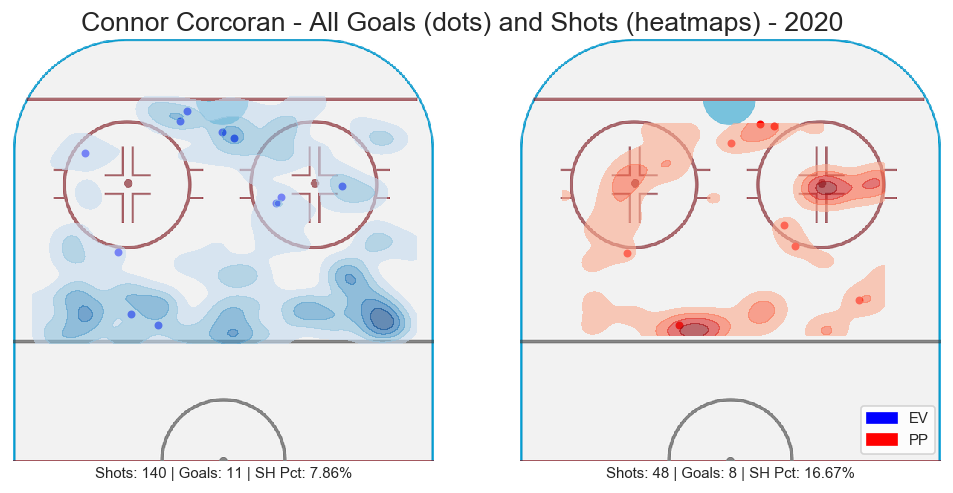 Connor Corcoran - All Goals (dots) and Shots (heatmaps) - 2020
EV
PP
Shots: 140 | Goals: 11 | SH Pct: 7.86%
Shots: 48 | Goals: 8 | SH Pct: 16.67%